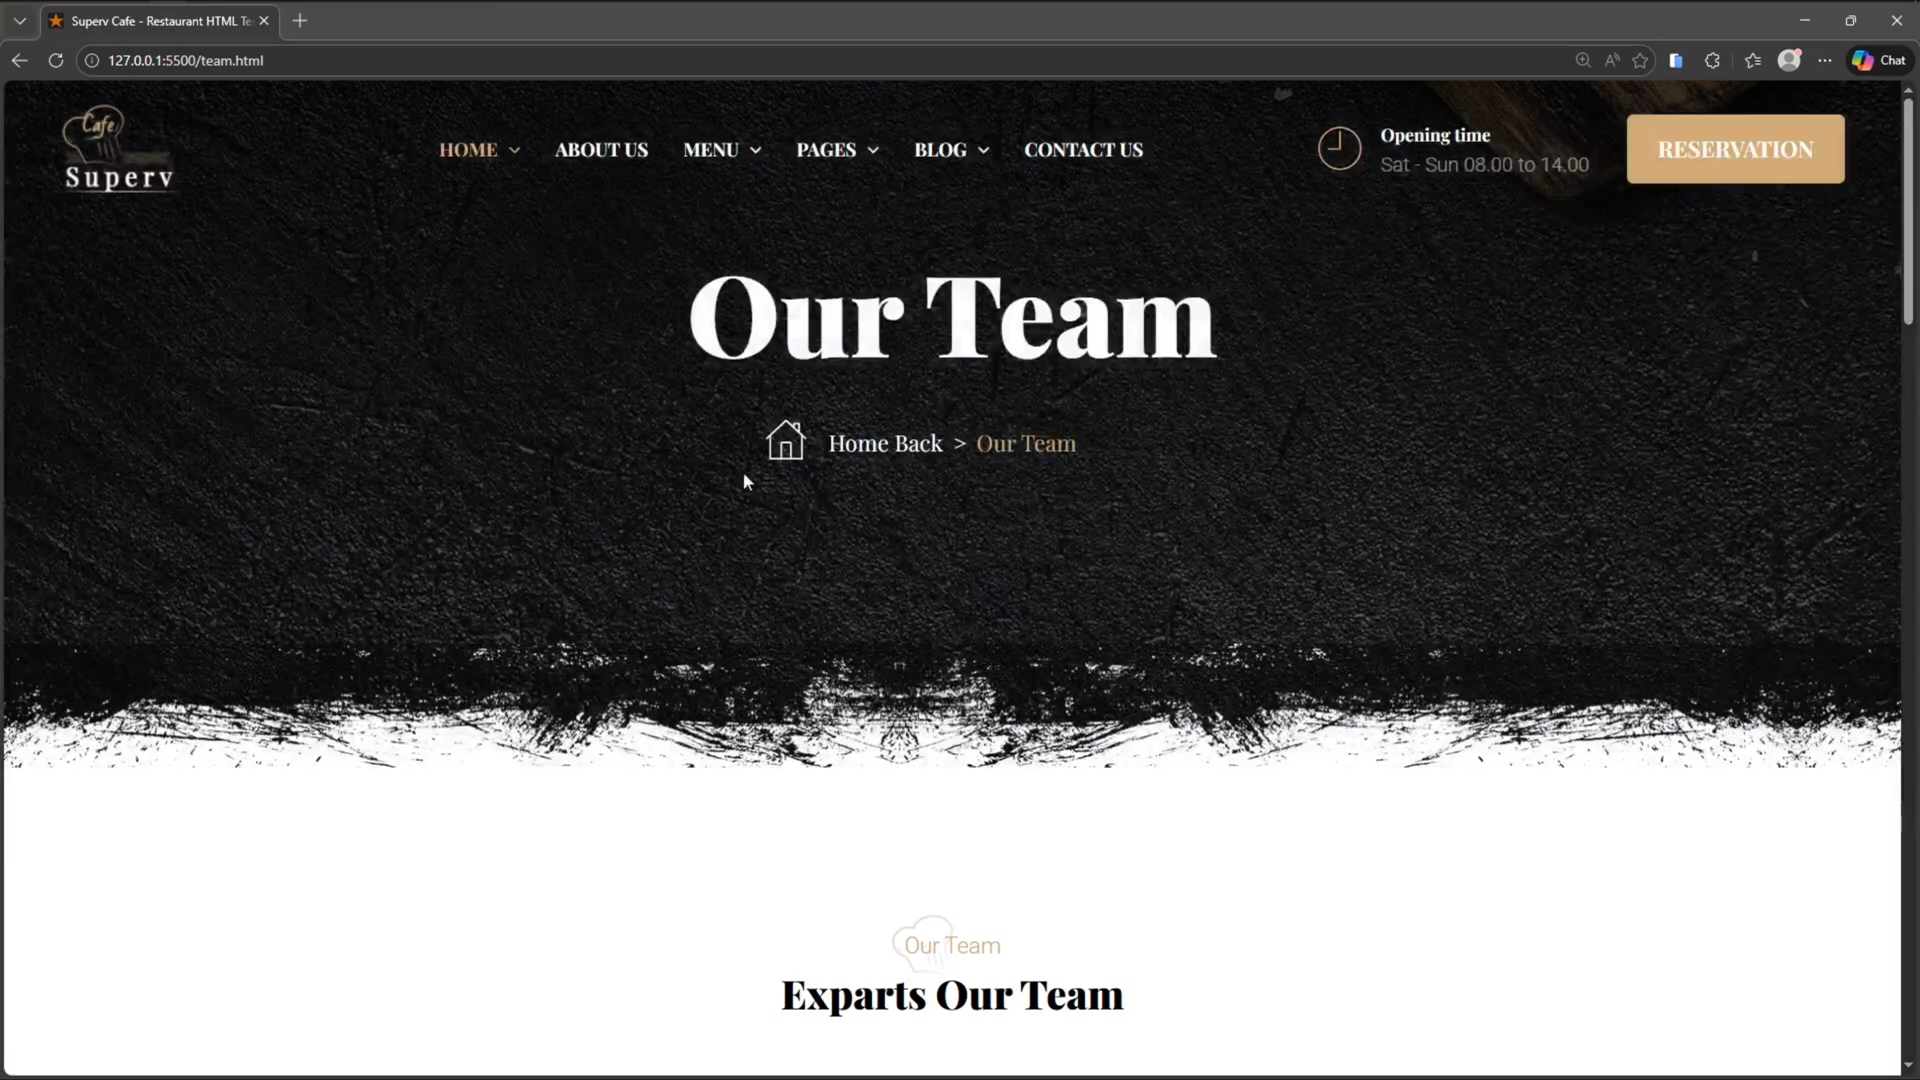 Superv Cafe - Restaurant HTML Te
127.0.0.1:5500/team.html
Chat
Cafe
Superv
HOME
ABOUT US
MENU
PAGES
BLOG
CONTACT US
Opening time
Sat - Sun 08.00 to 14.00
RESERVATION
Our Team
Home Back > Our Team
Our Team
Exparts Our Team